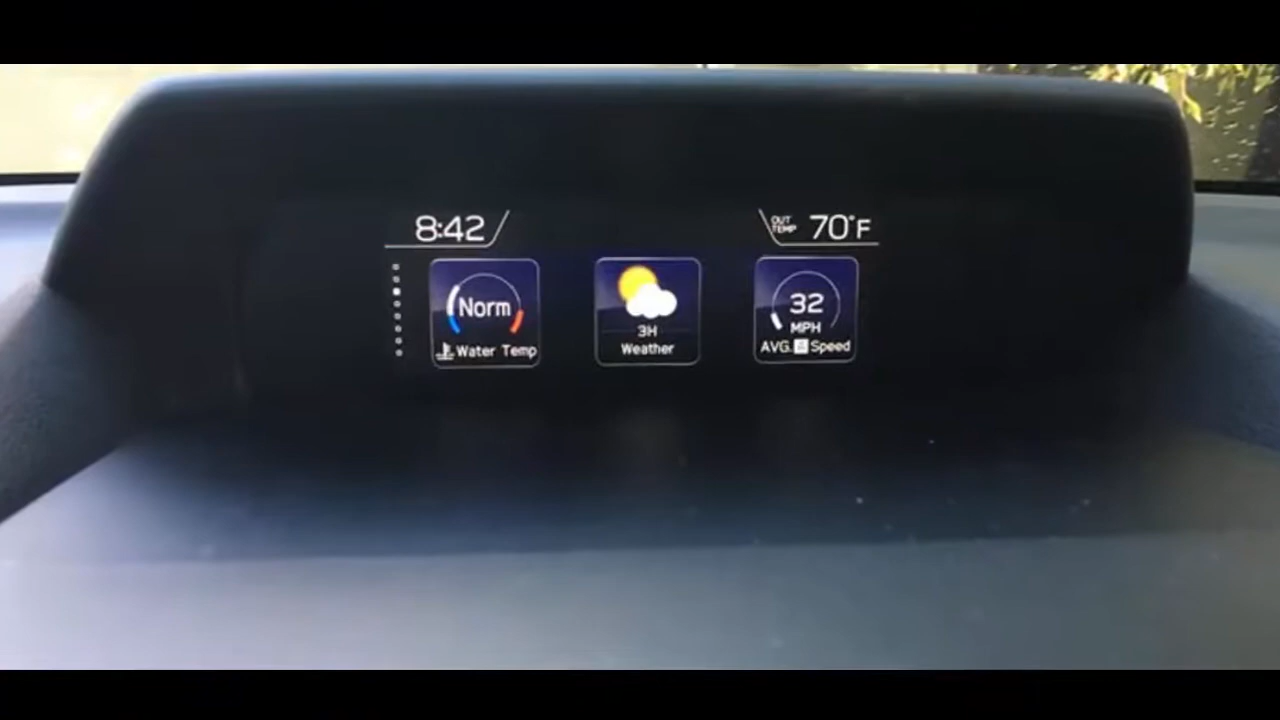 8:42
OUT TEMP 70°F
Norm
Water Temp
3H
Weather
32
MPH
AVG. Speed